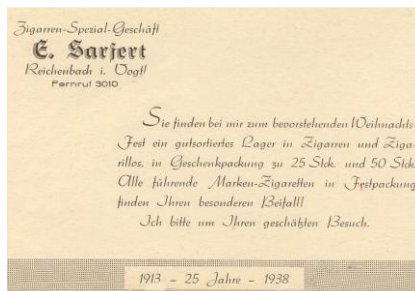 Zigarren-Spezial-Geschäft
E. Sarfert
Reichenbach i. Vogtl
Fernruf 3010
Sie finden bei mir zum bevorstehenden Weihnachts-
Fest ein gutsortiertes Lager in Zigarren und Ziga-
rillos, in Geschenkpackung zu 25 Stck. und 50 Stck.
Alle führende Marken-Zigaretten in Festpackung
finden Ihren besonderen Beifall!
Ich bitte um Ihren geschätzten Besuch.
1913 - 25 Jahre - 1938